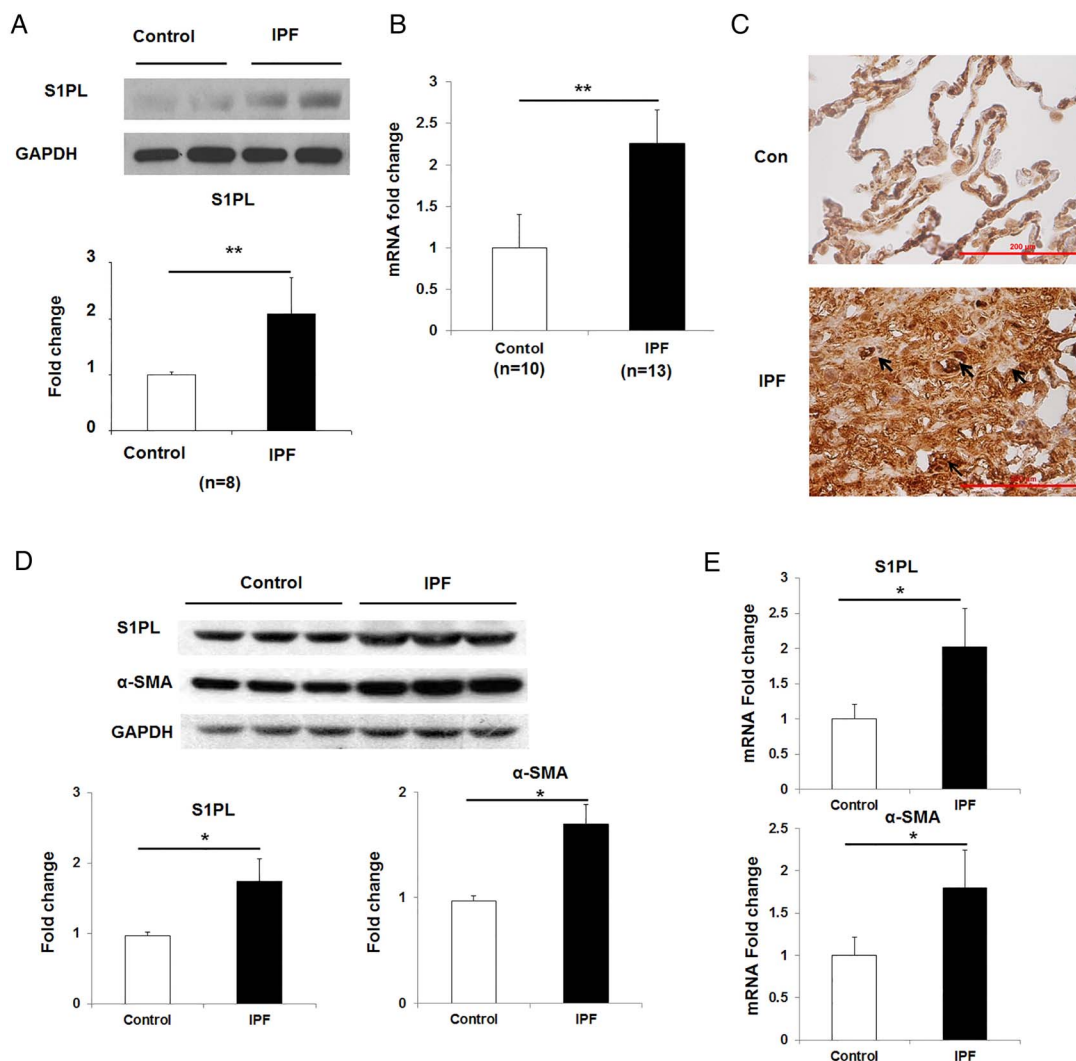 A
Control IPF
S1PL
GAPDH
S1PL
Fold change
3
2
1
0
**
Control IPF
(n=8)
B
mRNA fold change
3
2.5
2
1.5
1
0.5
0
**
Contol IPF
(n=10) (n=13)
C
Con
200 µm
IPF
D
Control IPF
S1PL
α-SMA
GAPDH
S1PL
Fold change
3
2
1
0
*
Control IPF
α-SMA
Fold change
2
1
0
*
Control IPF
E
S1PL
mRNA Fold change
3
2.5
2
1.5
1
0.5
0
*
Control IPF
α-SMA
mRNA Fold change
2.5
2
1.5
1
0.5
0
*
Control IPF